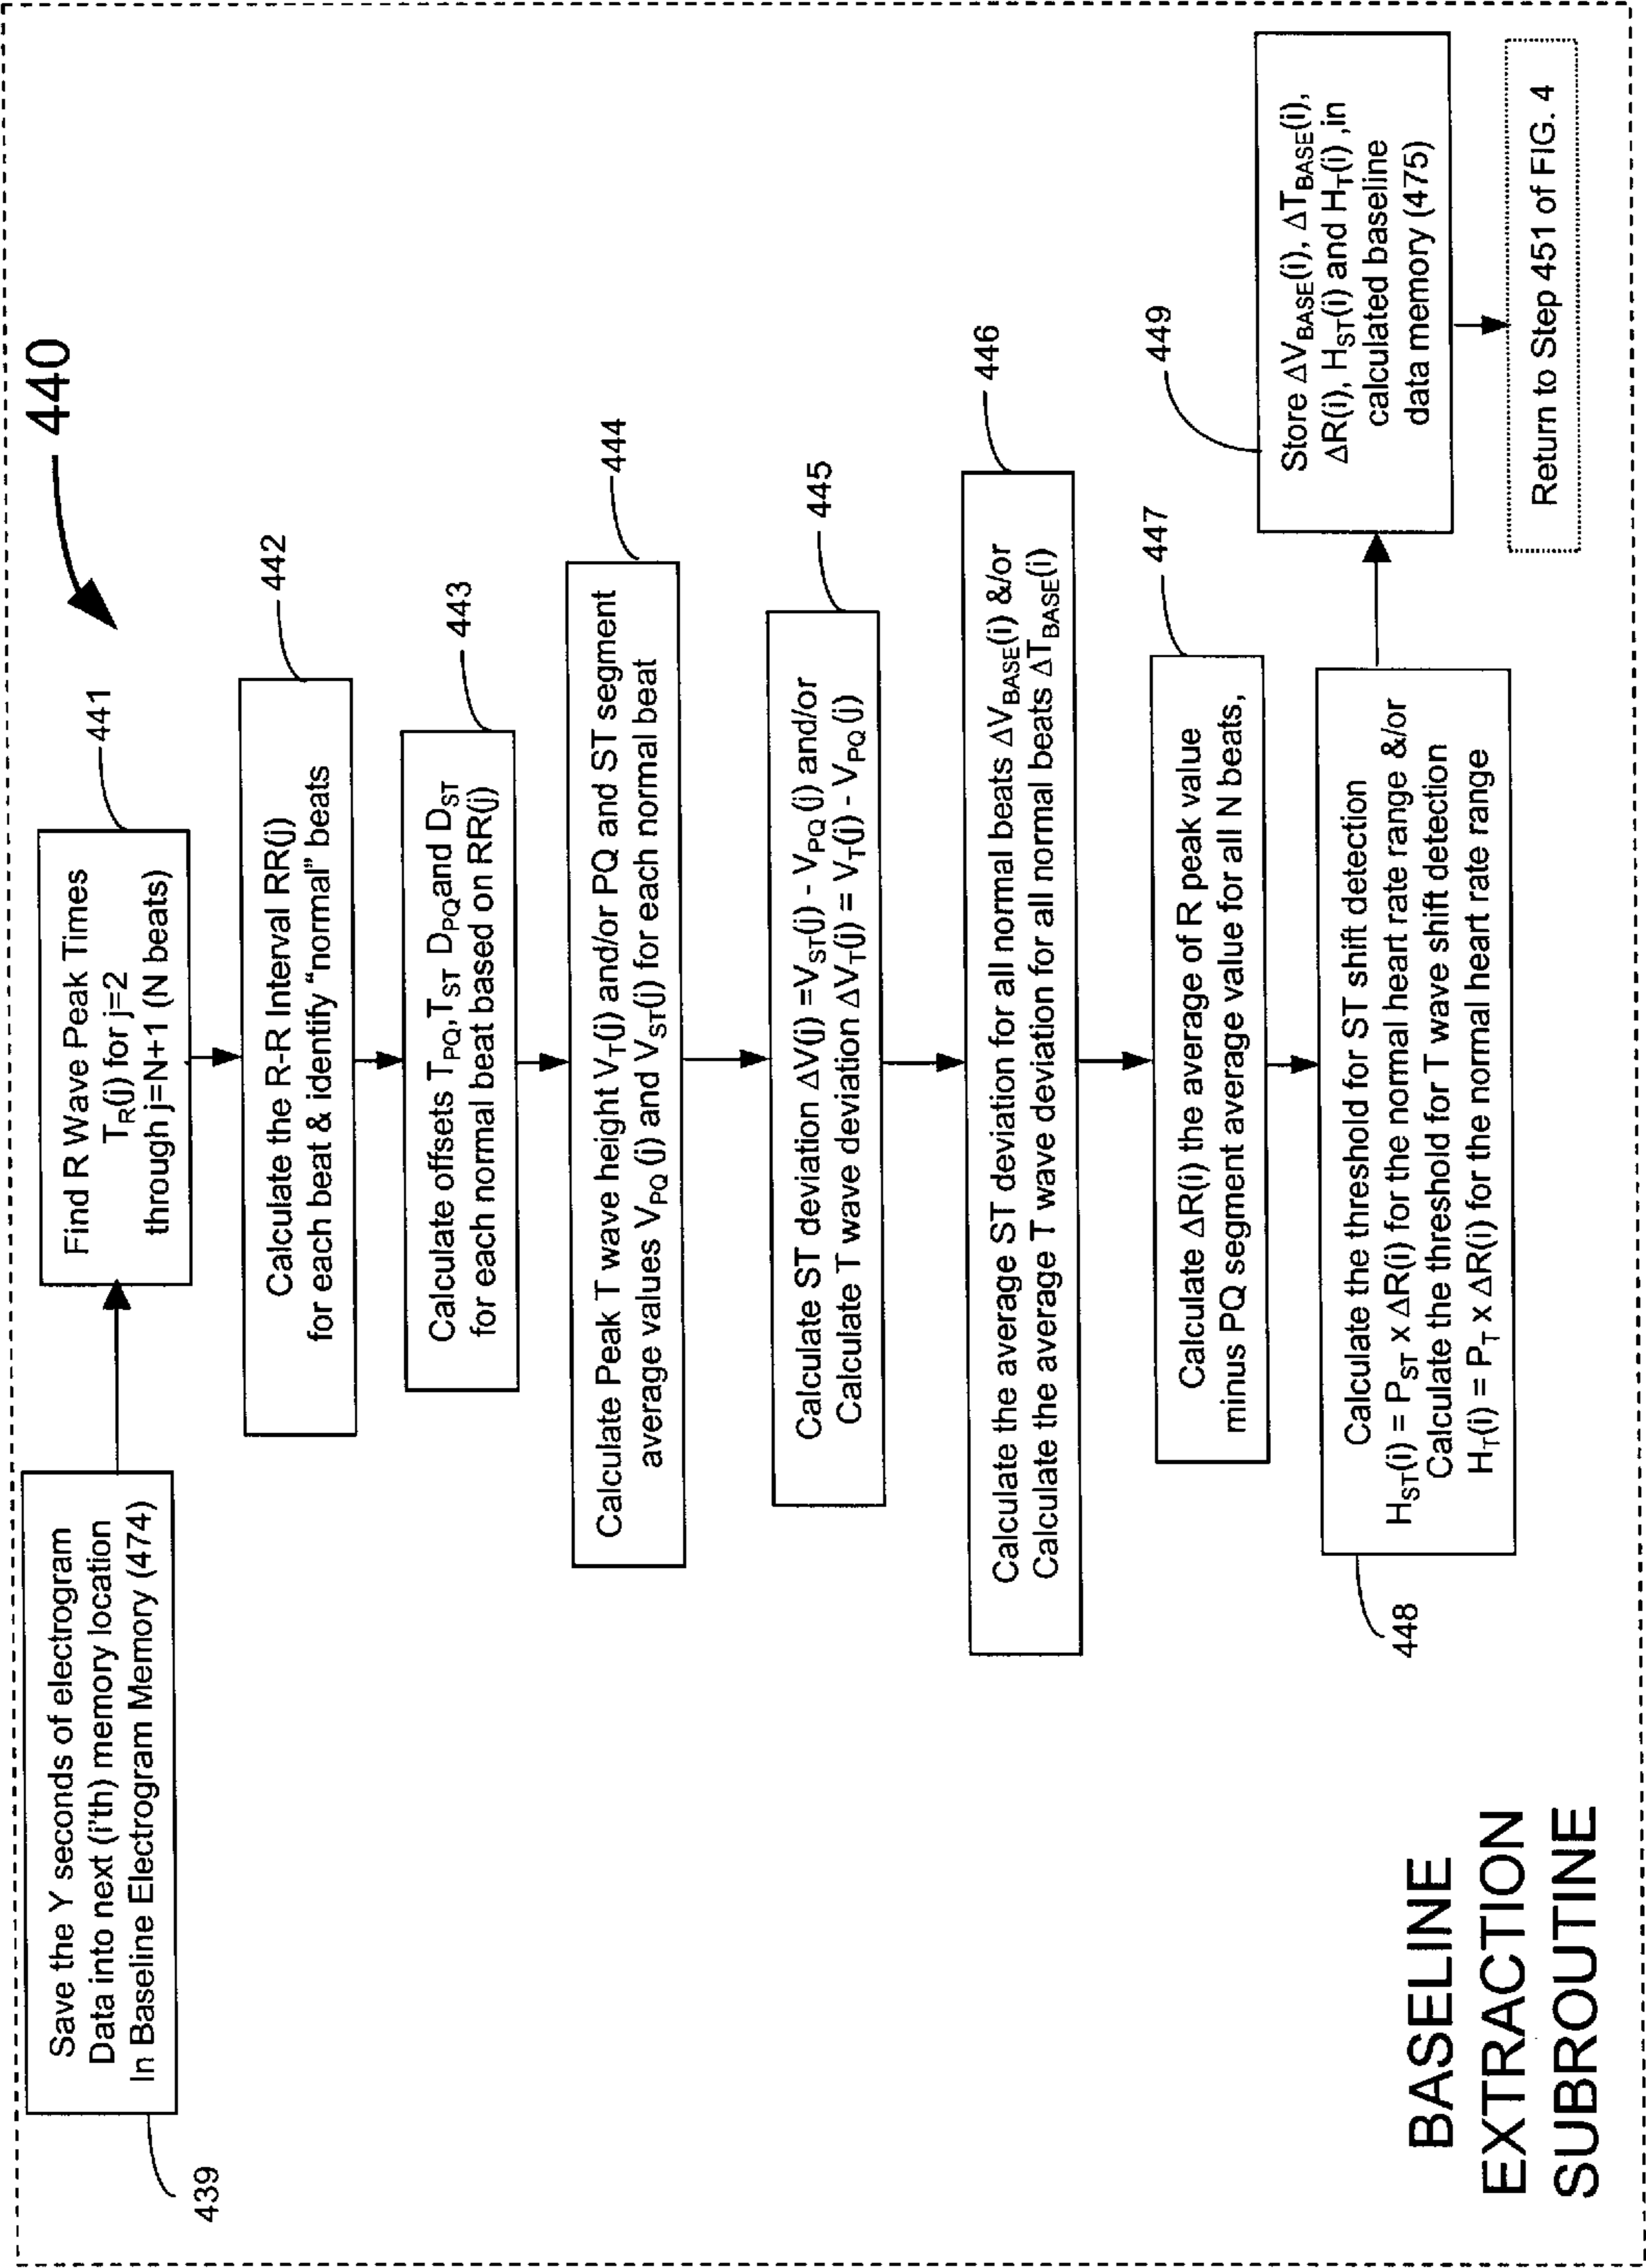 440
Save the Y seconds of electrogram
Data into next (i'th) memory location
In Baseline Electrogram Memory (474)
439
Find R Wave Peak Times
T_R(j) for j=2
through j=N+1 (N beats)
441
Calculate the R-R Interval RR(j)
for each beat & identify “normal” beats
442
Calculate offsets T_PQ,T_ST D_PQ and D_ST
for each normal beat based on RR(j)
443
Calculate Peak T wave height V_T(j) and/or PQ and ST segment
average values V_PQ (j) and V_ST(j) for each normal beat
444
Calculate ST deviation ΔV(j) =V_ST(j) - V_PQ (j) and/or
Calculate T wave deviation ΔV_T(j) = V_T(j) - V_PQ (j)
445
Calculate the average ST deviation for all normal beats ΔV_BASE(i) &/or
Calculate the average T wave deviation for all normal beats ΔT_BASE(i)
446
Calculate ΔR(i) the average of R peak value
minus PQ segment average value for all N beats,
447
Calculate the threshold for ST shift detection
H_ST(i) = P_ST x ΔR(i) for the normal heart rate range &/or
Calculate the threshold for T wave shift detection
H_T(i) = P_T x ΔR(i) for the normal heart rate range
448
Store ΔV_BASE(i), ΔT_BASE(i),
ΔR(i), H_ST(i) and H_T(i) ,in
calculated baseline
data memory (475)
449
Return to Step 451 of FIG. 4
BASELINE
EXTRACTION
SUBROUTINE